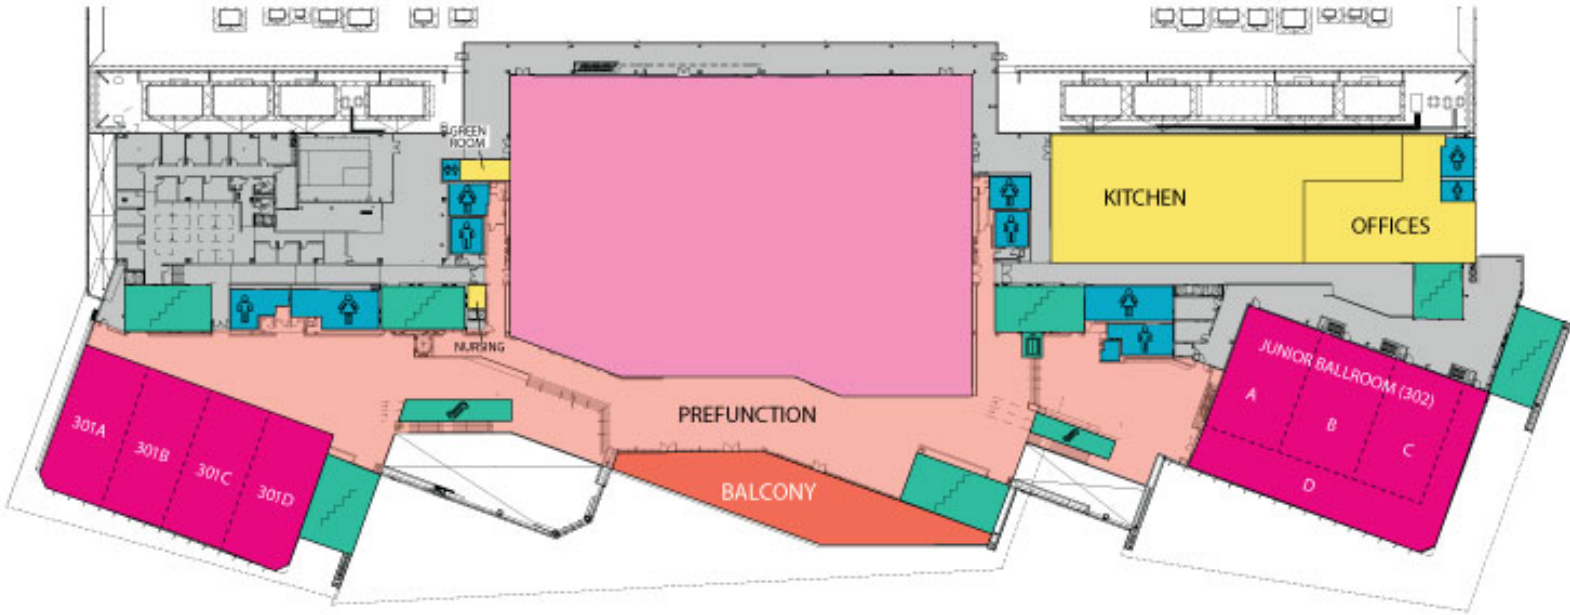 GREEN
ROOM
KITCHEN
OFFICES
NURSING
JUNIOR BALLROOM (302)
A
B
C
D
PREFUNCTION
301A
301B
301C
301D
BALCONY